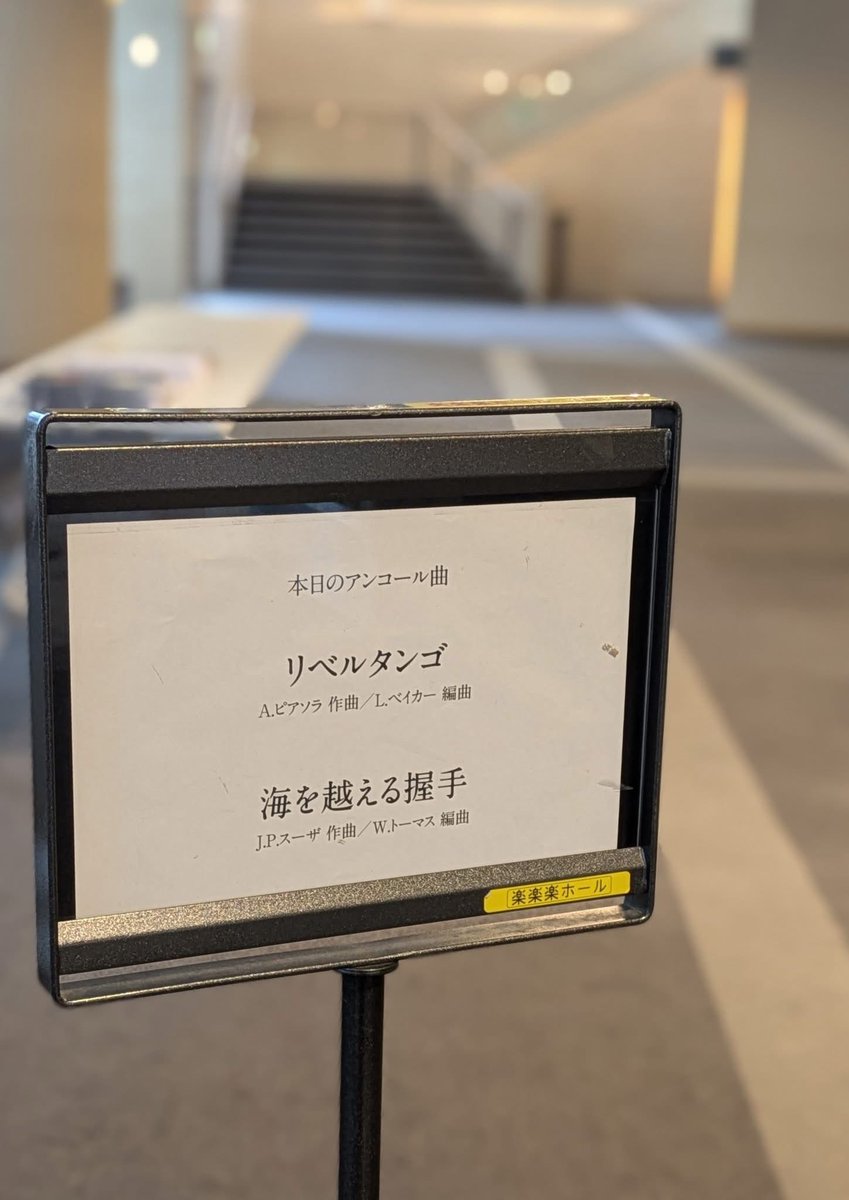 本日のアンコール曲
リベルタンゴ
A.ピアソラ 作曲／L.ベイカー 編曲
海を越える握手
J.P.スーザ 作曲／W.トーマス 編曲
楽楽楽ホール